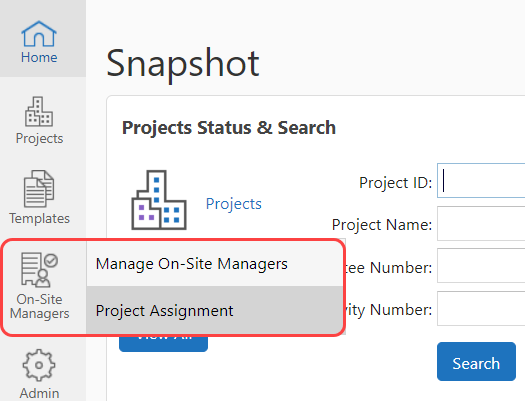 Home
Snapshot
Projects
Projects Status & Search
Projects
Project ID:
Project Name:
Templates
Manage On-Site Managers
tee Number:
On-Site
Managers
Project Assignment
vity Number:
View All
Search
Admin